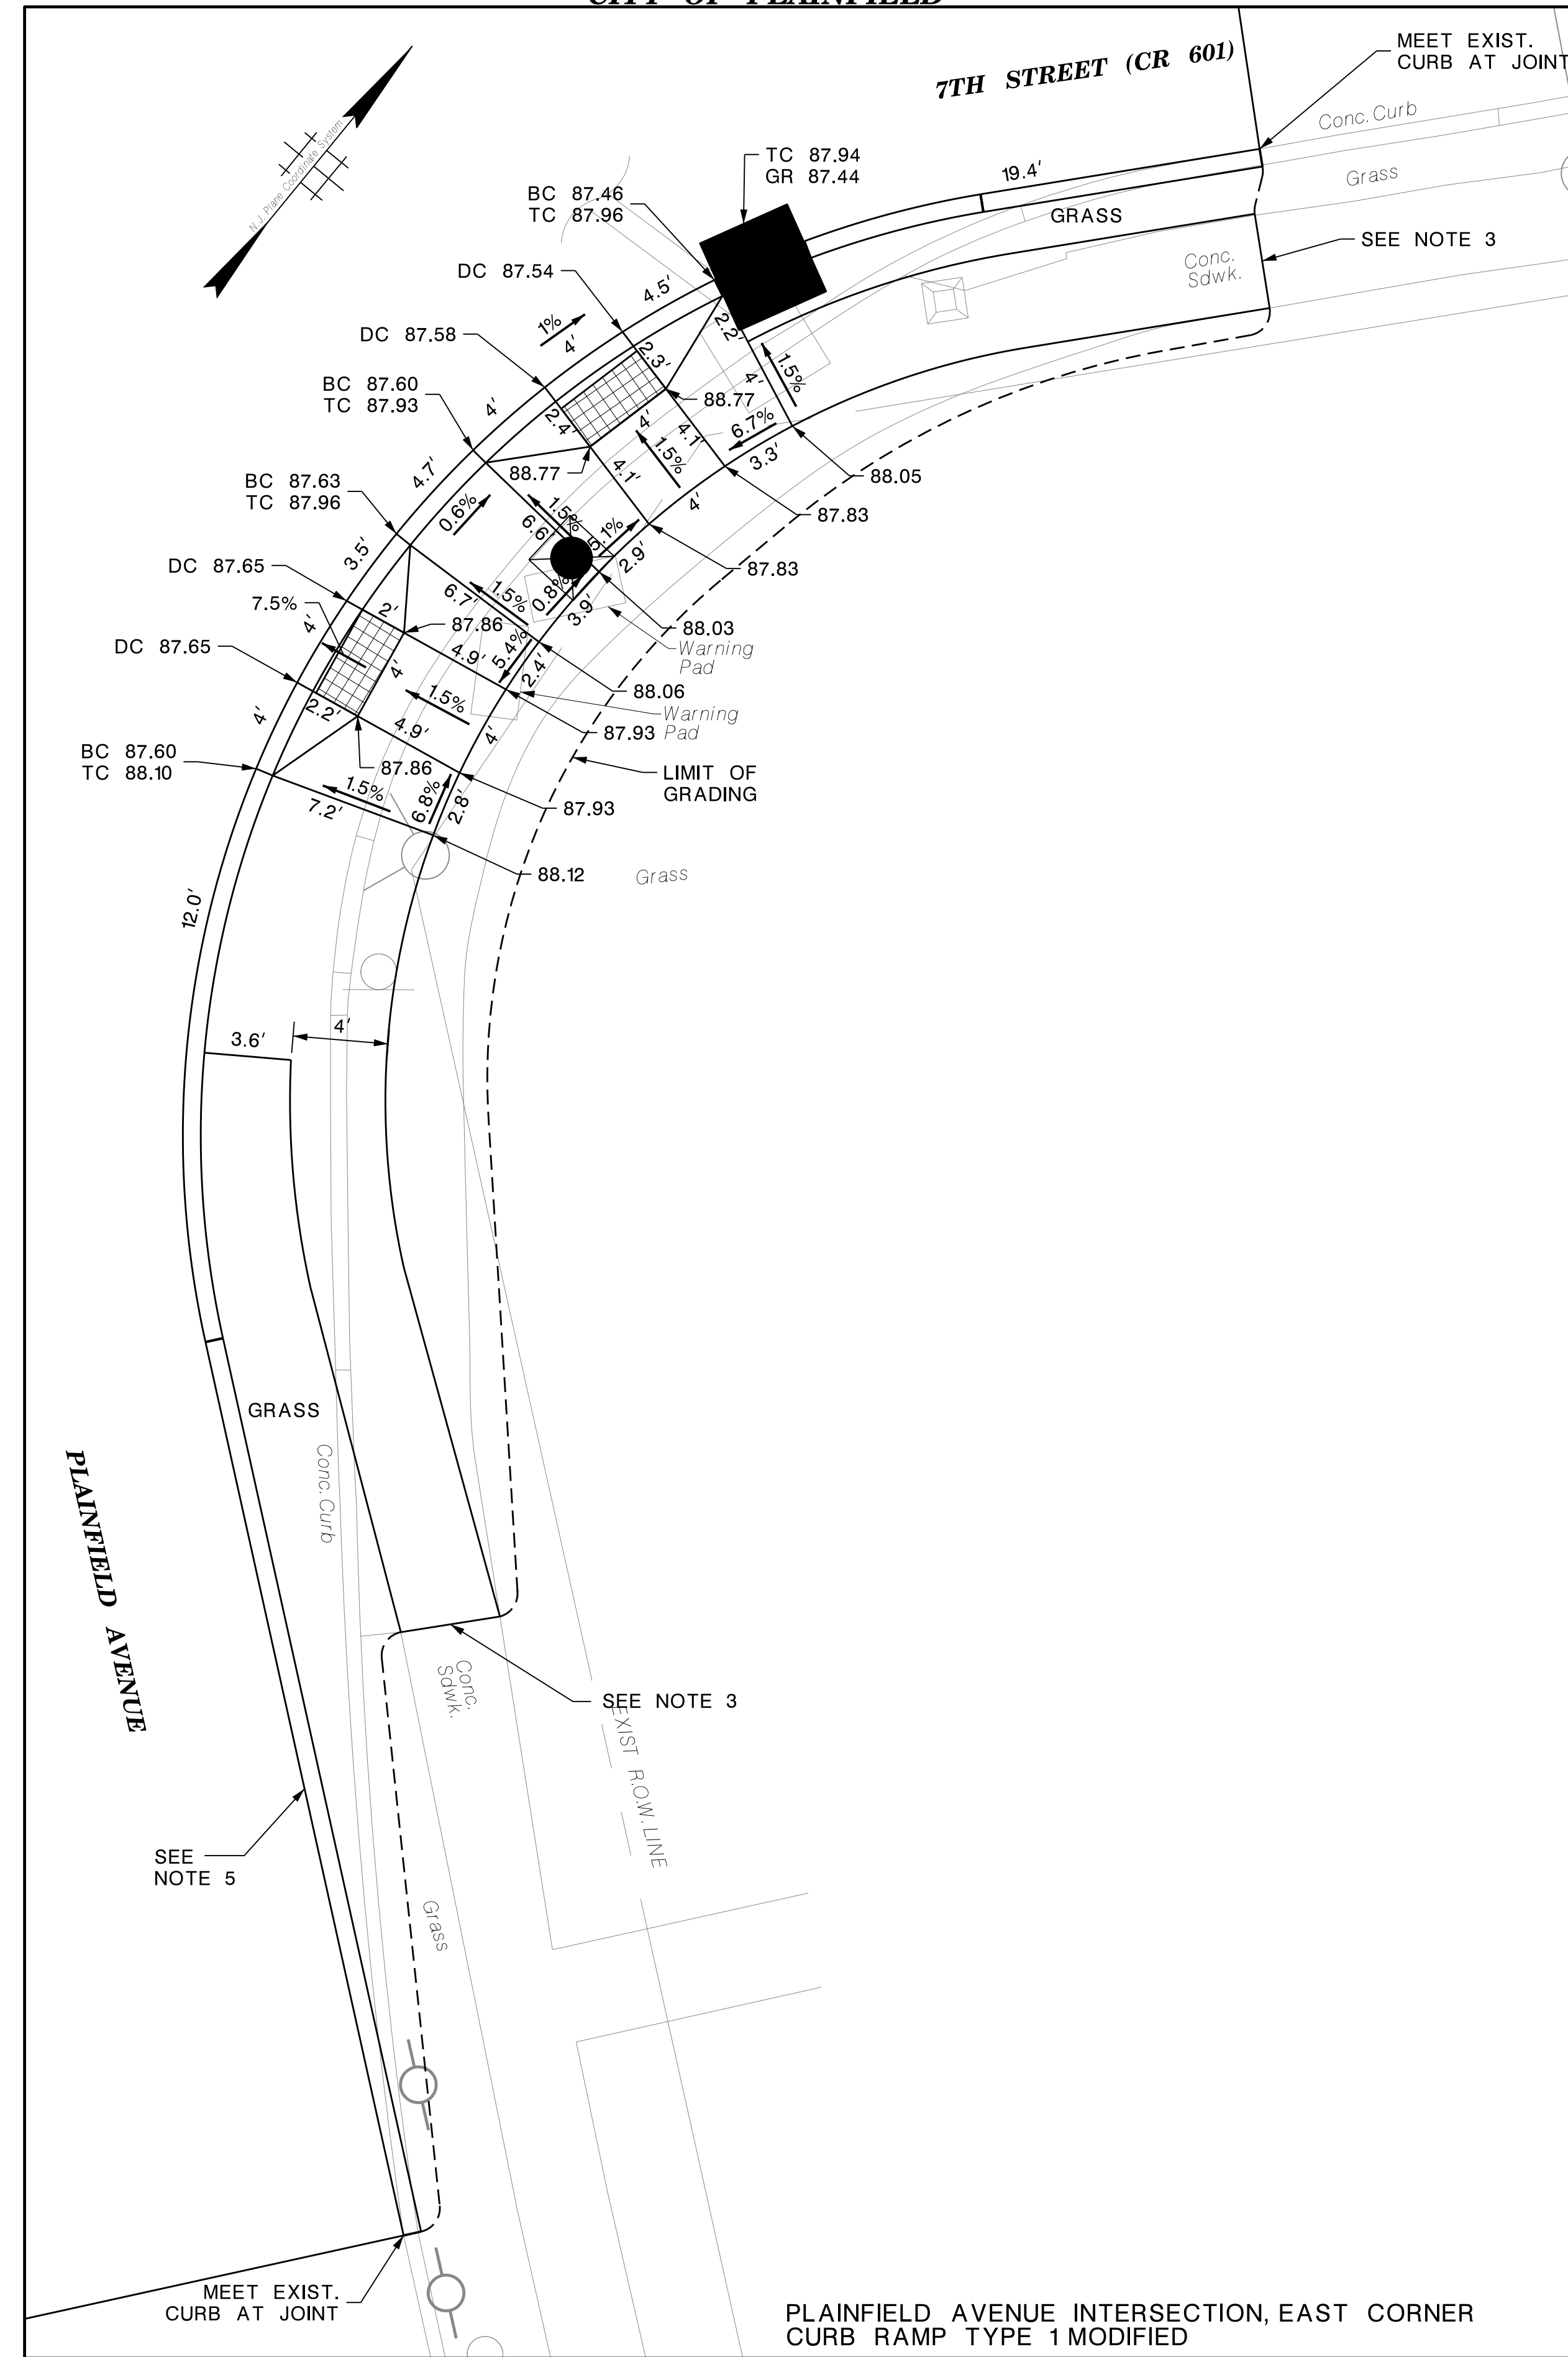 CITY OF PLAINFIELD
7TH STREET (CR 601)
MEET EXIST.
CURB AT JOINT
Conc. Curb
19.4'
Grass
GRASS
SEE NOTE 3
Conc.
Sdwk.
N.J. Plane Coordinate System
TC 87.94
GR 87.44
BC 87.46
TC 87.96
DC 87.54
4.5'
1%
4'
DC 87.58
2.3'
2.2'
1.5%
4'
BC 87.60
TC 87.93
4'
2.4'
88.77
4'
4.1'
6.7%
3.3'
88.05
88.77
4.1'
1.5%
4'
87.83
4.7'
BC 87.63
TC 87.96
0.6%
1.5%
6.6'
5.1%
2.9'
87.83
3.5'
DC 87.65
7.5%
2'
6.7'
1.5%
0.8%
3.9'
88.03
Warning
Pad
4'
87.86
4.9'
5.4%
2.4'
88.06
DC 87.65
4'
1.5%
Warning
Pad
87.93
2.2'
4.9'
4'
4'
BC 87.60
TC 88.10
87.86
1.5%
7.2'
6.8%
2.8'
87.93
LIMIT OF
GRADING
88.12
Grass
12.0'
3.6'
4'
GRASS
Conc. Curb
PLAINFIELD AVENUE
Conc.
Sdwk.
SEE NOTE 3
EXIST R.O.W. LINE
SEE
NOTE 5
Grass
MEET EXIST.
CURB AT JOINT
PLAINFIELD AVENUE INTERSECTION, EAST CORNER
CURB RAMP TYPE 1 MODIFIED